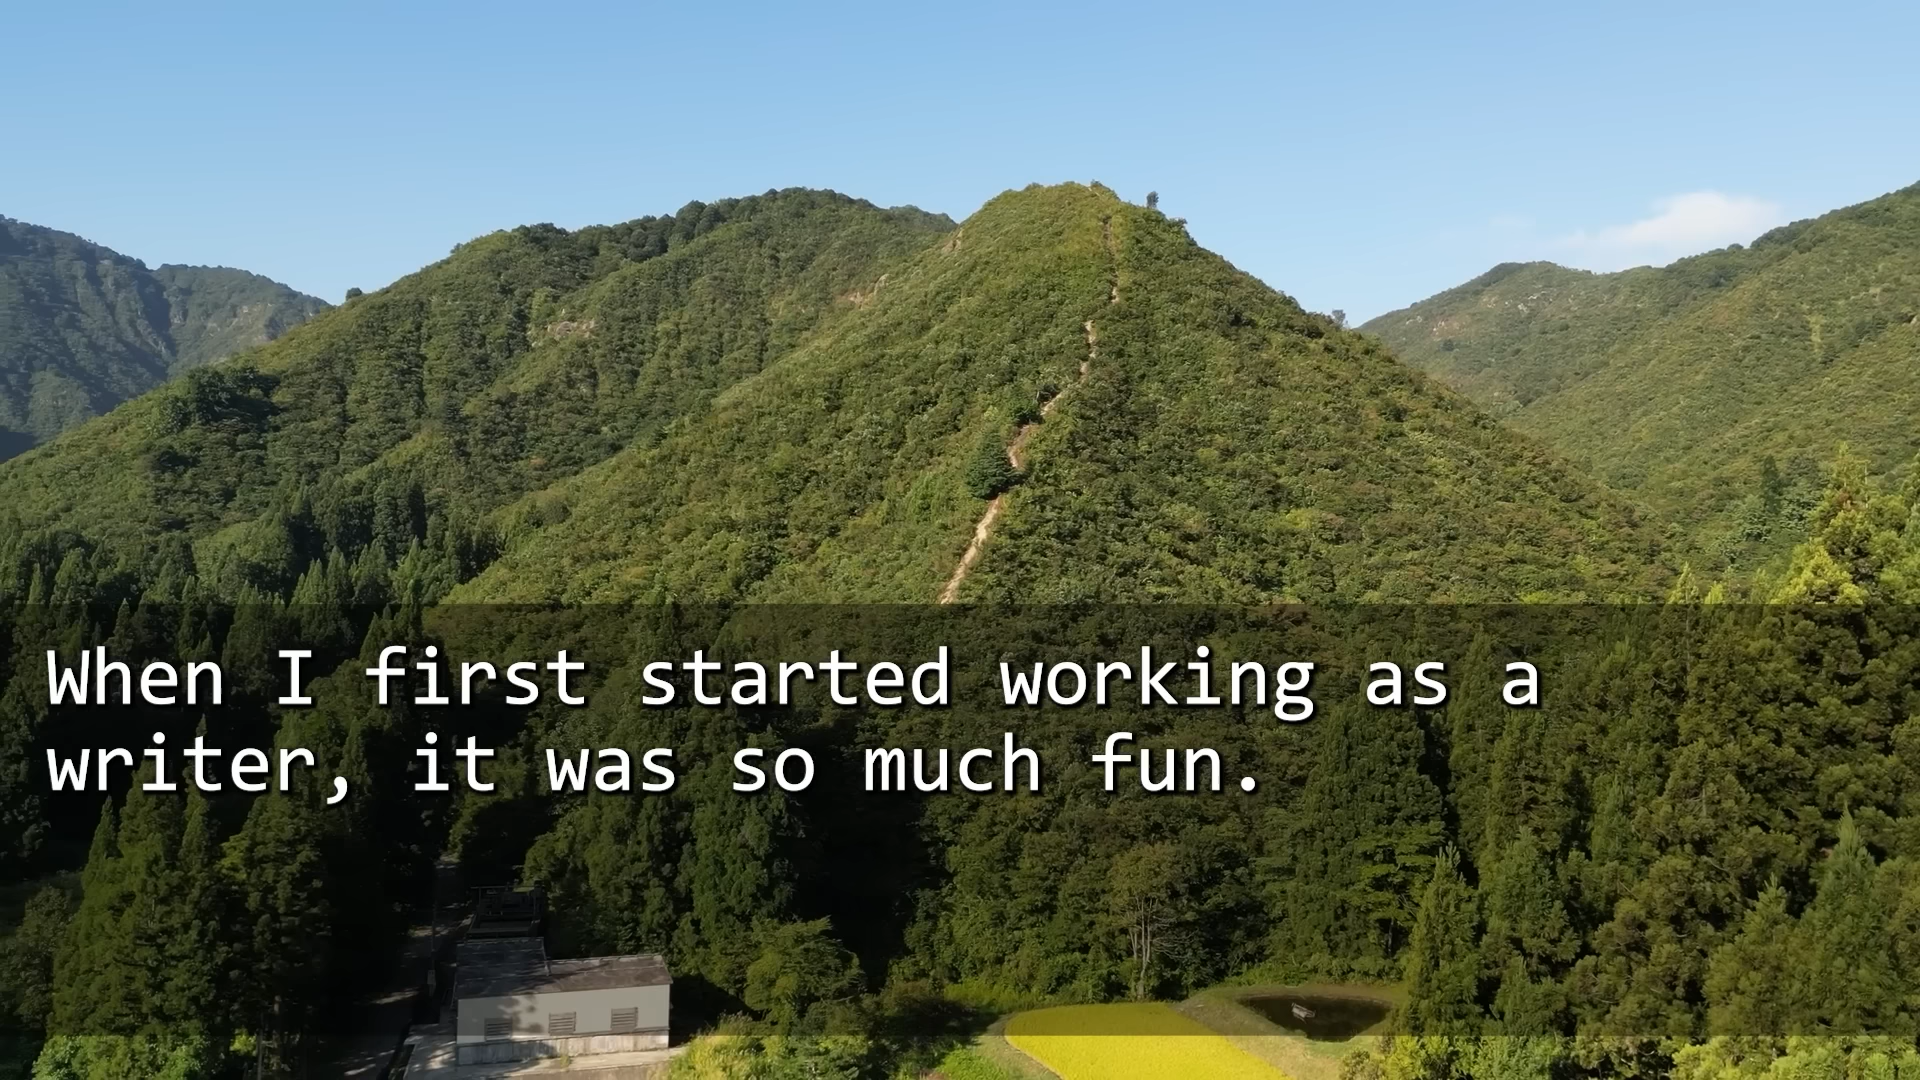 When I first started working as a
writer, it was so much fun.